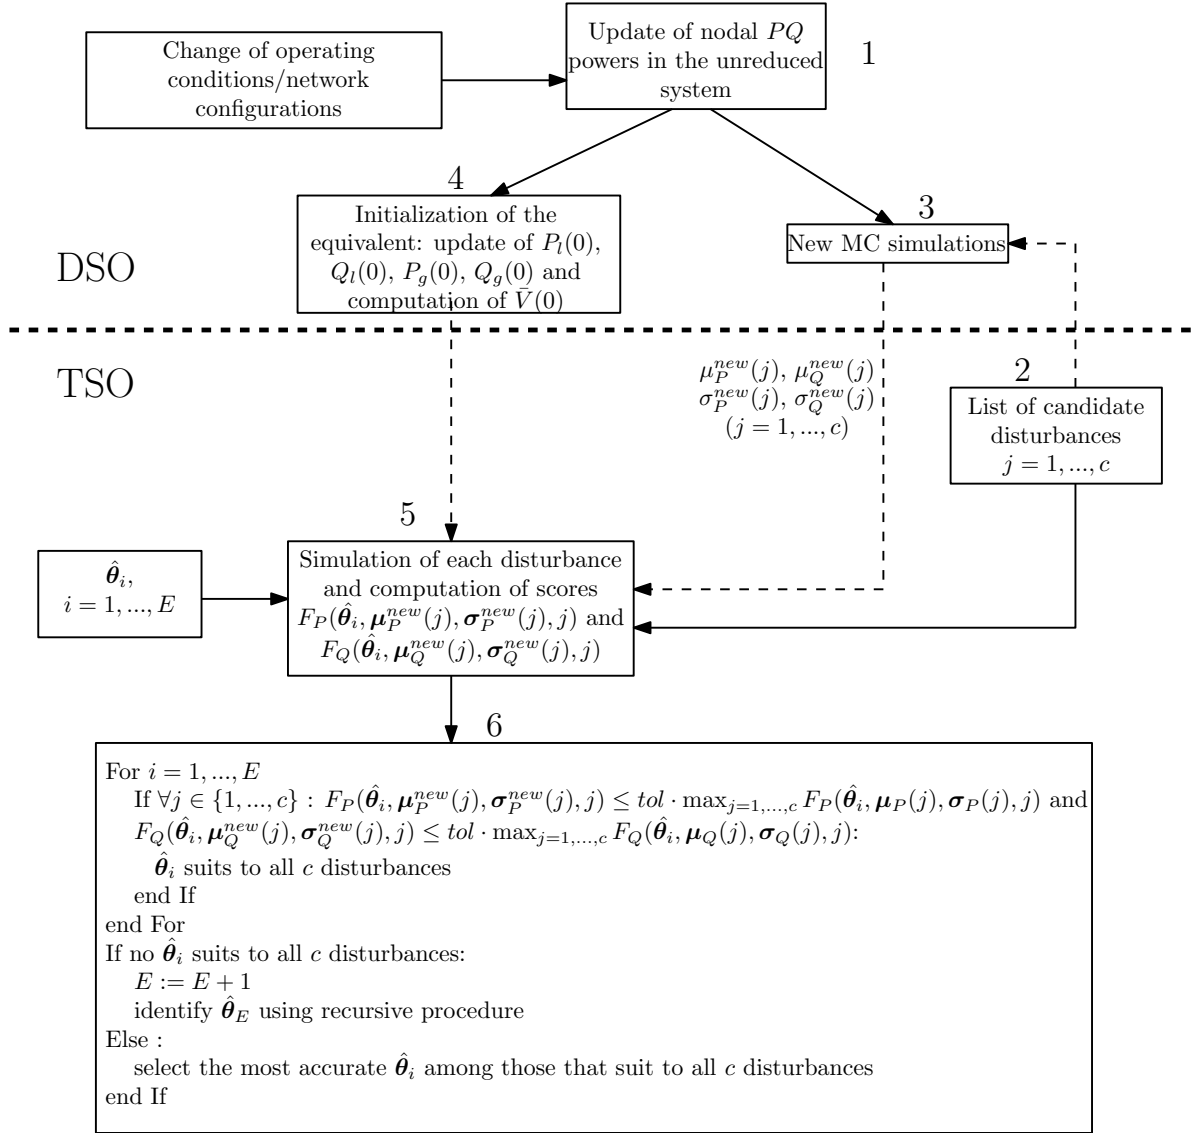 Change of operating
conditions/network
configurations
Update of nodal PQ
powers in the unreduced
system
1
4
Initialization of the
equivalent: update of P_l(0),
Q_l(0), P_g(0), Q_g(0) and
computation of V̄(0)
3
New MC simulations
DSO
TSO
μ_P^{new}(j), μ_Q^{new}(j)
σ_P^{new}(j), σ_Q^{new}(j)
(j = 1, ..., c)
2
List of candidate
disturbances
j = 1, ..., c
5
θ̂_i,
i = 1, ..., E
Simulation of each disturbance
and computation of scores
F_P(θ̂_i, μ_P^{new}(j), σ_P^{new}(j), j) and
F_Q(θ̂_i, μ_Q^{new}(j), σ_Q^{new}(j), j)
6
For i = 1, ..., E
If ∀j ∈ {1, ..., c} : F_P(θ̂_i, μ_P^{new}(j), σ_P^{new}(j), j) ≤ tol · max_{j=1,...,c} F_P(θ̂_i, μ_P(j), σ_P(j), j) and
F_Q(θ̂_i, μ_Q^{new}(j), σ_Q^{new}(j), j) ≤ tol · max_{j=1,...,c} F_Q(θ̂_i, μ_Q(j), σ_Q(j), j):
θ̂_i suits to all c disturbances
end If
end For
If no θ̂_i suits to all c disturbances:
E := E + 1
identify θ̂_E using recursive procedure
Else :
select the most accurate θ̂_i among those that suit to all c disturbances
end If